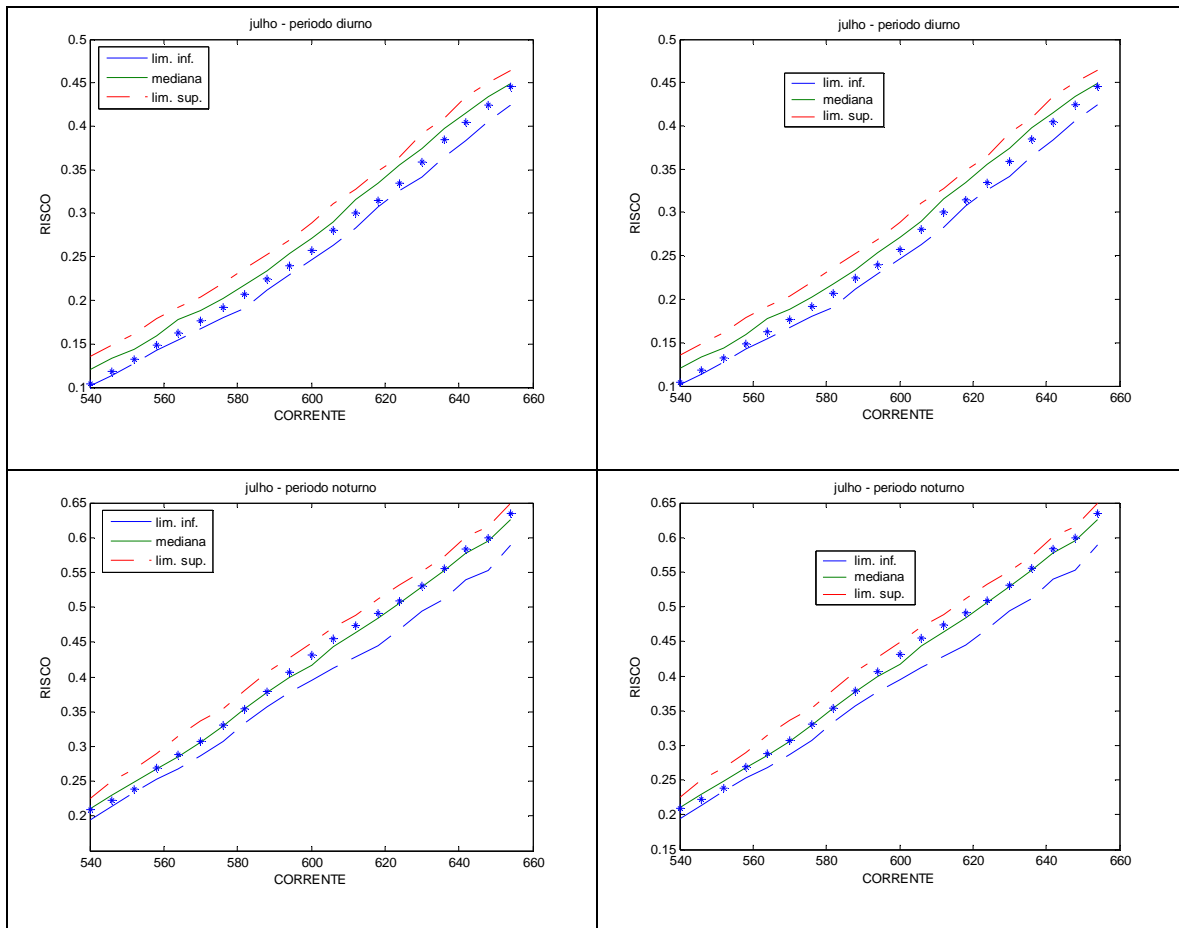 julho - periodo diurno
0.5
0.45
0.4
0.35
0.3
0.25
0.2
0.15
0.1
RISCO
lim. inf.
mediana
lim. sup.
540 560 580 600 620 640 660
CORRENTE
julho - periodo diurno
0.5
0.45
0.4
0.35
0.3
0.25
0.2
0.15
0.1
RISCO
lim. inf.
mediana
lim. sup.
540 560 580 600 620 640 660
CORRENTE
julho - periodo noturno
0.65
0.6
0.55
0.5
0.45
0.4
0.35
0.3
0.25
0.2
RISCO
lim. inf.
mediana
lim. sup.
540 560 580 600 620 640 660
CORRENTE
julho - periodo noturno
0.65
0.6
0.55
0.5
0.45
0.4
0.35
0.3
0.25
0.2
0.15
RISCO
lim. inf.
mediana
lim. sup.
540 560 580 600 620 640 660
CORRENTE